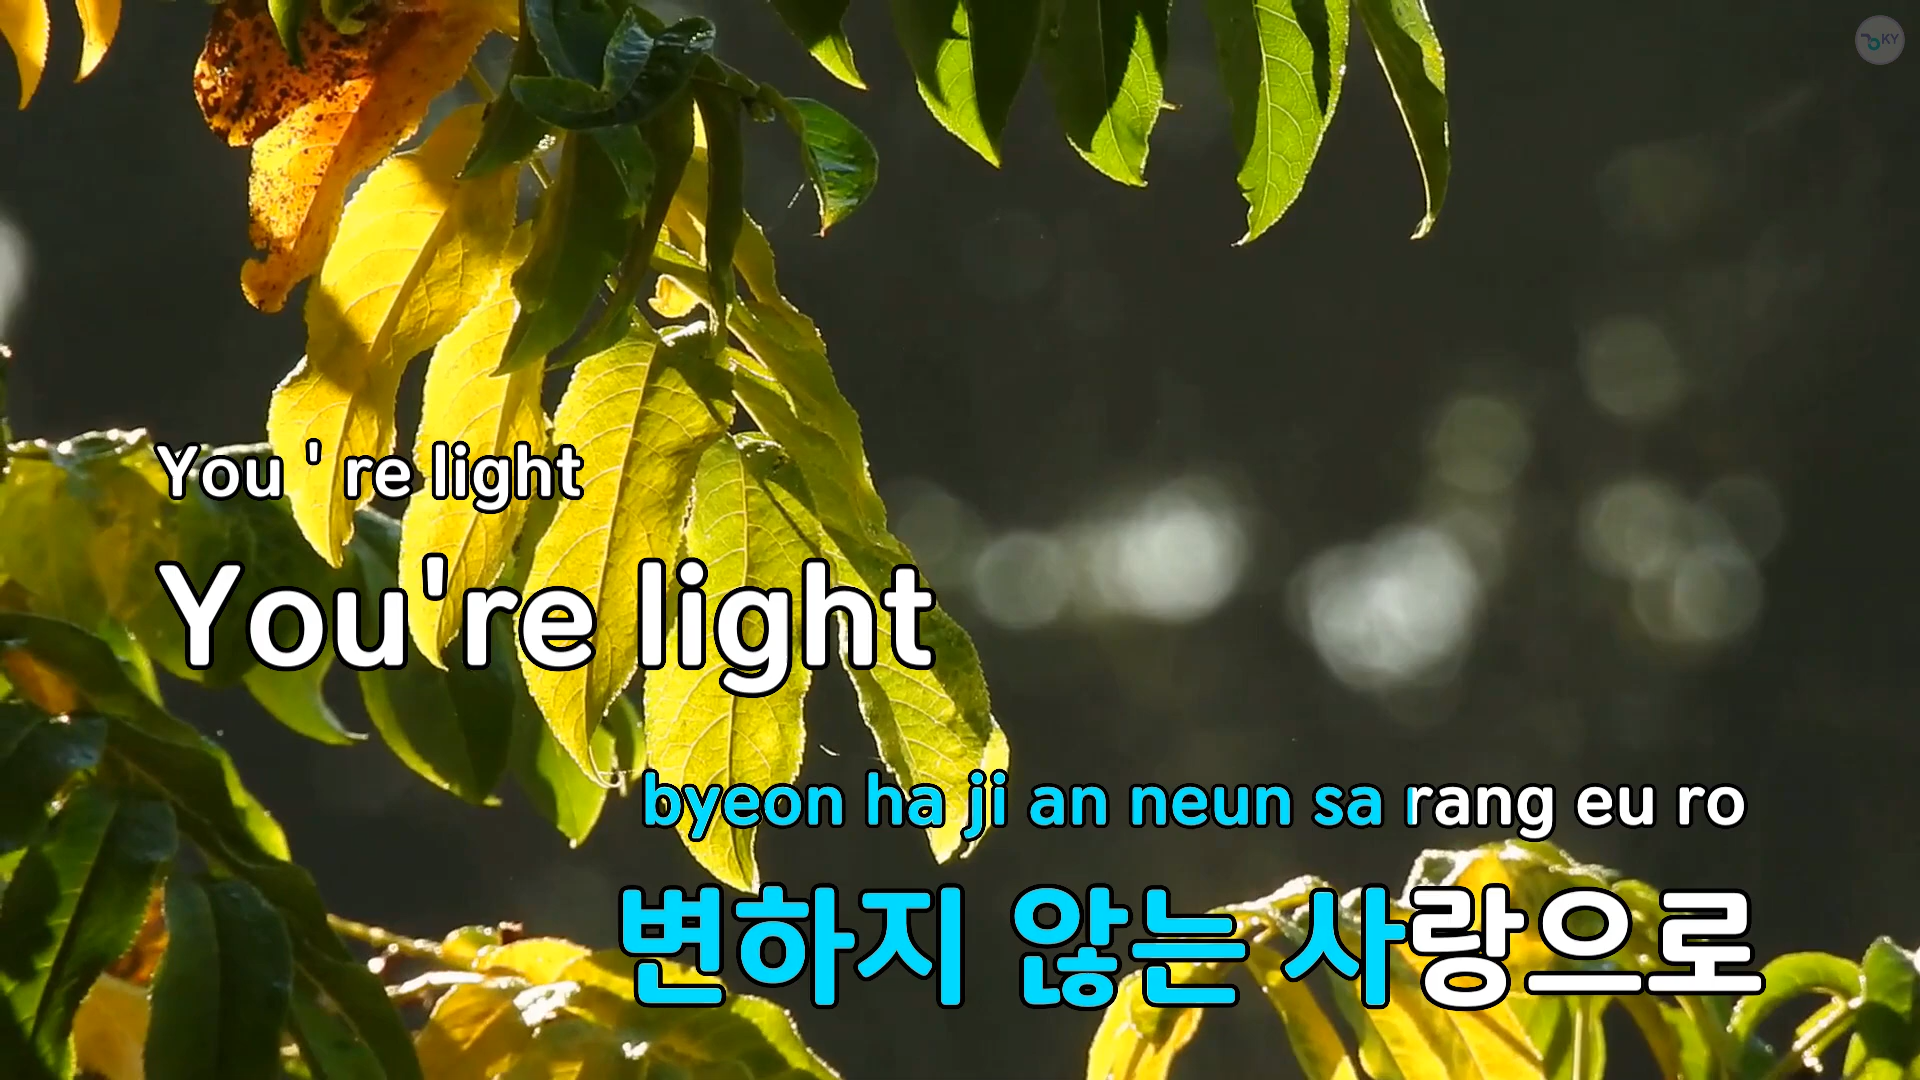 KY
You ' re light
You're light
byeon ha ji an neun sa rang eu ro
변하지 않는 사랑으로